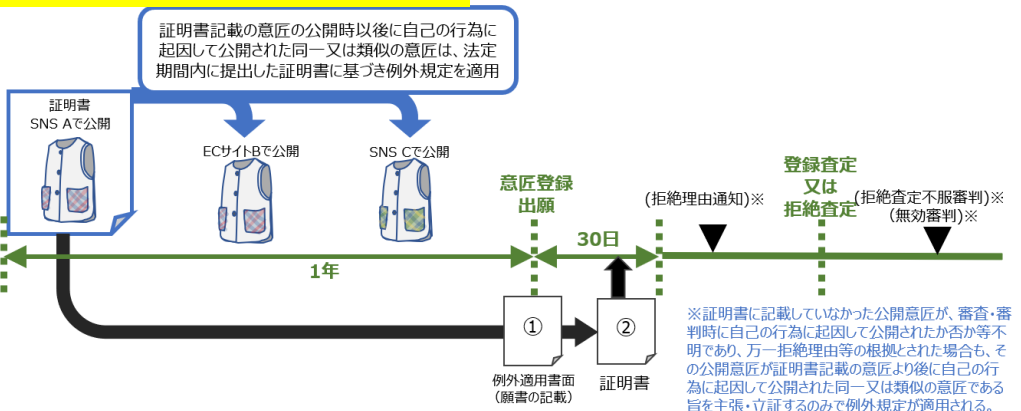 証明書記載の意匠の公開時以後に自己の行為に
起因して公開された同一又は類似の意匠は、法定
期間内に提出した証明書に基づき例外規定を適用
証明書
SNS Aで公開
ECサイトBで公開
SNS Cで公開
意匠登録
出願
登録査定
又は
拒絶査定
(拒絶理由通知)※
(拒絶査定不服審判)※
(無効審判)※
1年
30日
①
②
例外適用書面
(願書の記載)
証明書
※証明書に記載していなかった公開意匠が、審査・審
判時に自己の行為に起因して公開されたか否か等不
明であり、万一拒絶理由等の根拠とされた場合も、そ
の公開意匠が証明書記載の意匠より後に自己の行
為に起因して公開された同一又は類似の意匠である
旨を主張・立証するのみで例外規定が適用される。